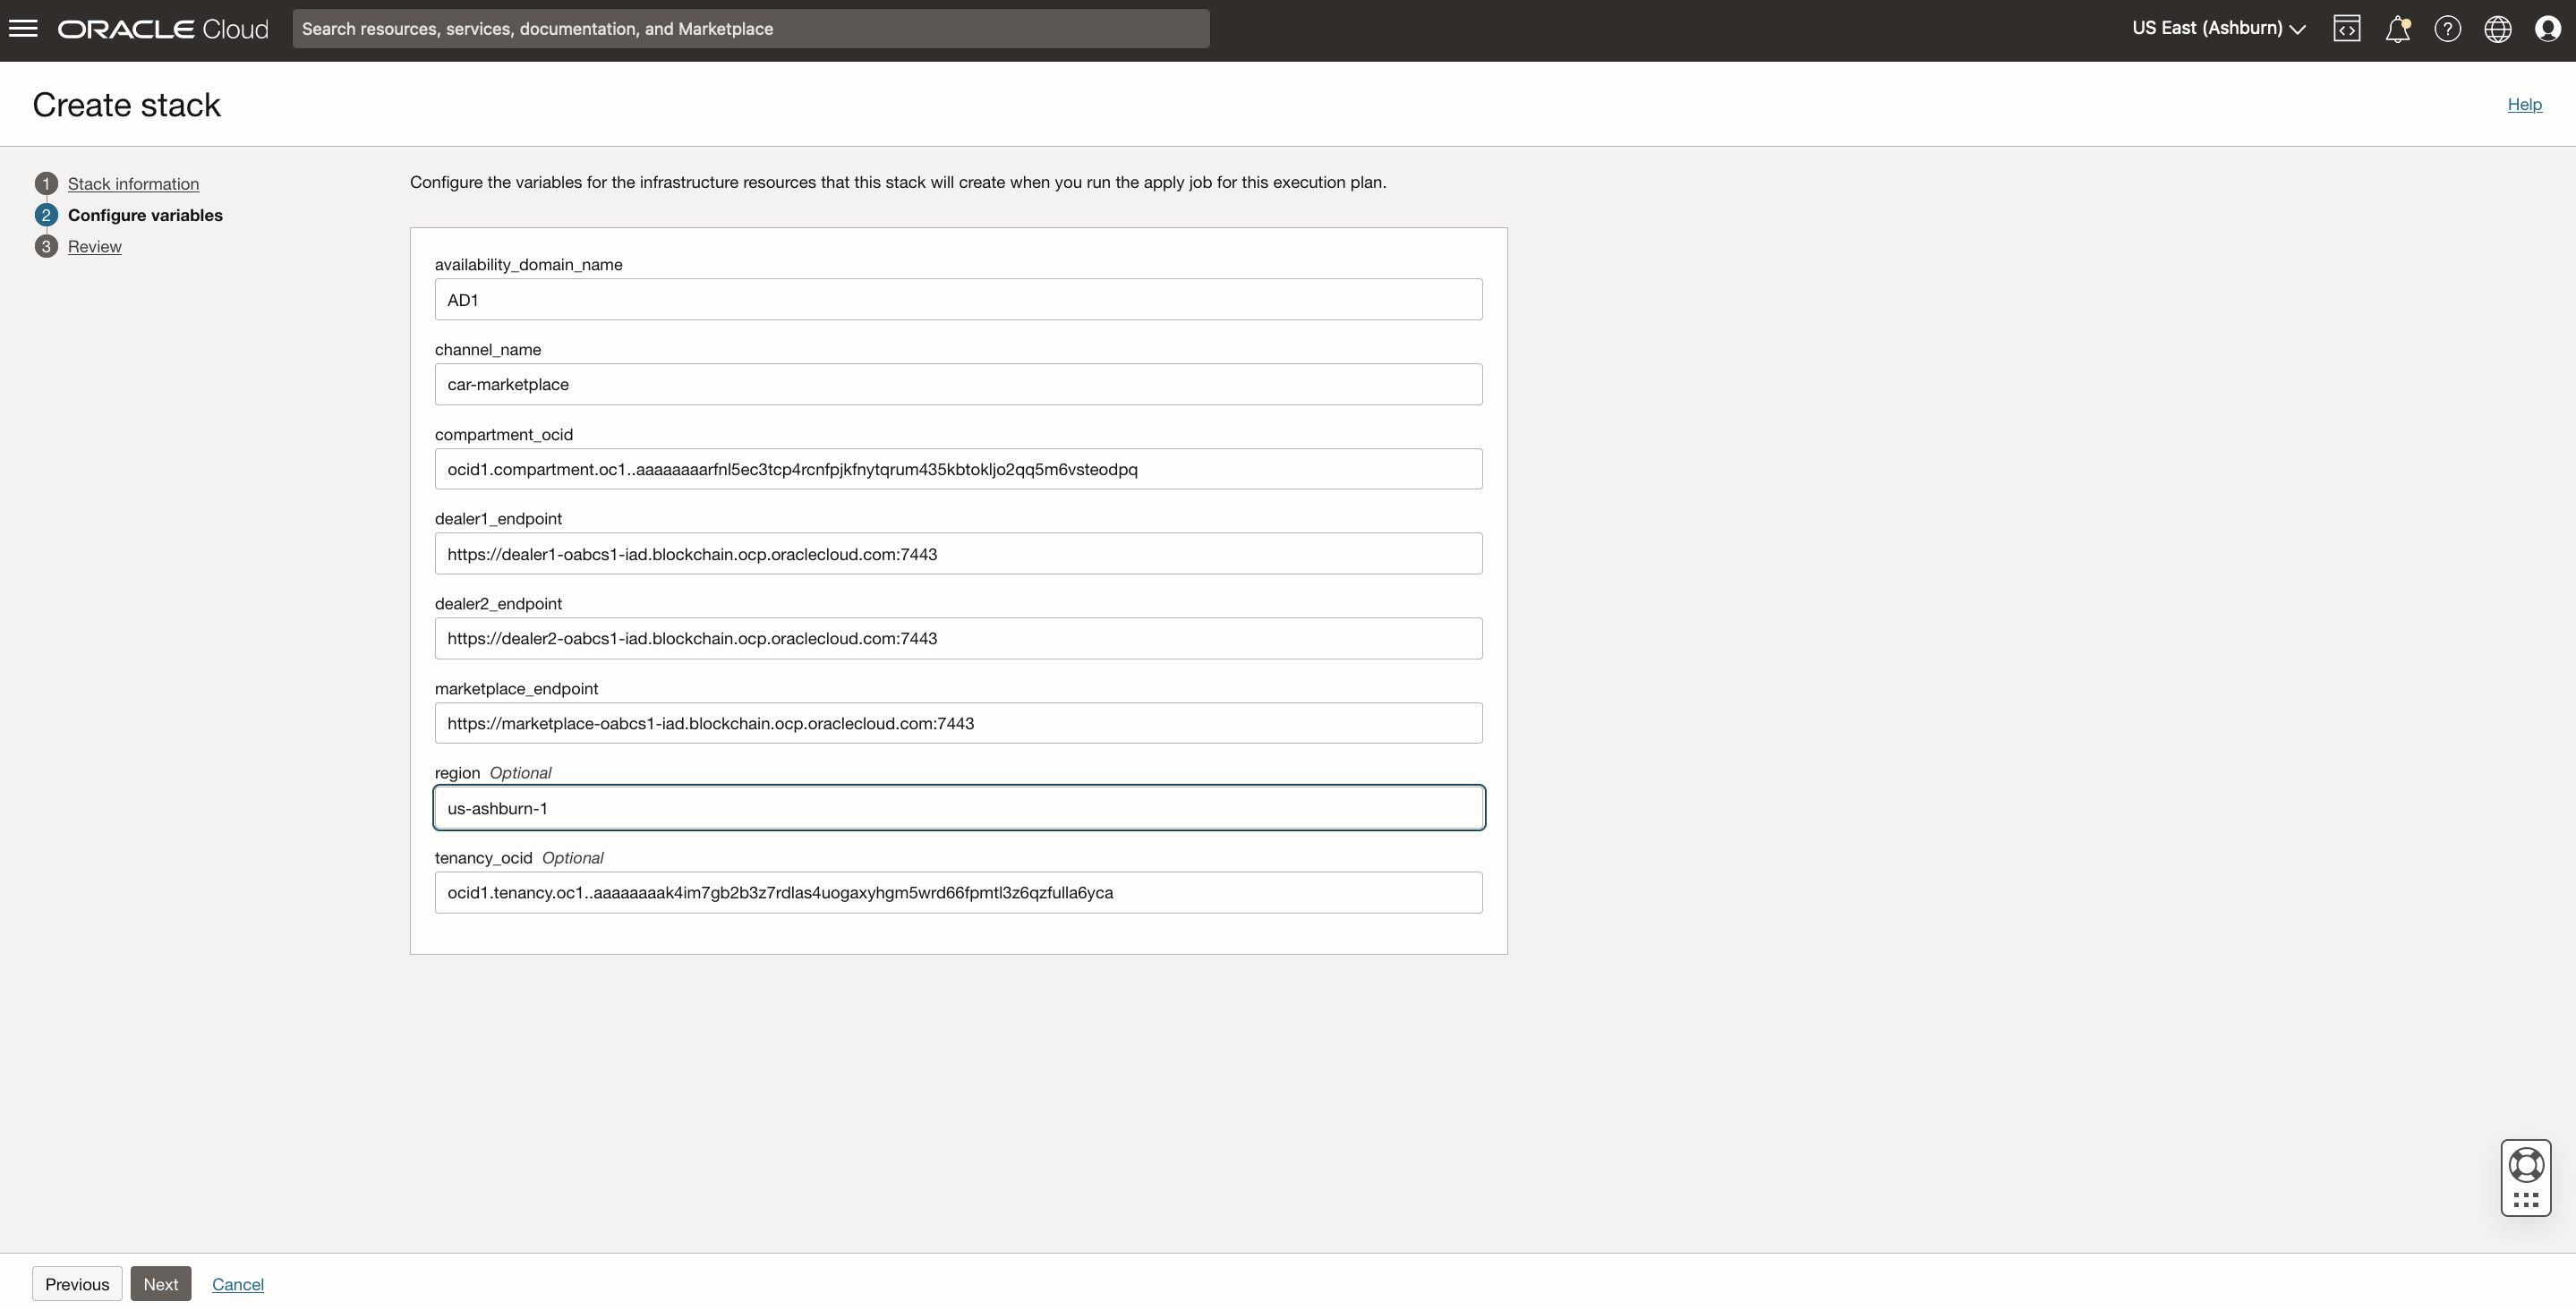 ORACLE Cloud
Search resources, services, documentation, and Marketplace
US East (Ashburn)
Create stack
Help
1 Stack information
2 Configure variables
3 Review
Configure the variables for the infrastructure resources that this stack will create when you run the apply job for this execution plan.
availability_domain_name
AD1
channel_name
car-marketplace
compartment_ocid
ocid1.compartment.oc1..aaaaaaaarfnl5ec3tcp4rcnfpjkfnytqrum435kbtokljo2qq5m6vsteodpq
dealer1_endpoint
https://dealer1-oabcs1-iad.blockchain.ocp.oraclecloud.com:7443
dealer2_endpoint
https://dealer2-oabcs1-iad.blockchain.ocp.oraclecloud.com:7443
marketplace_endpoint
https://marketplace-oabcs1-iad.blockchain.ocp.oraclecloud.com:7443
region Optional
us-ashburn-1
tenancy_ocid Optional
ocid1.tenancy.oc1..aaaaaaaak4im7gb2b3z7rdlas4uogaxyhgm5wrd66fpmtl3z6qzfulla6yca
Previous
Next
Cancel